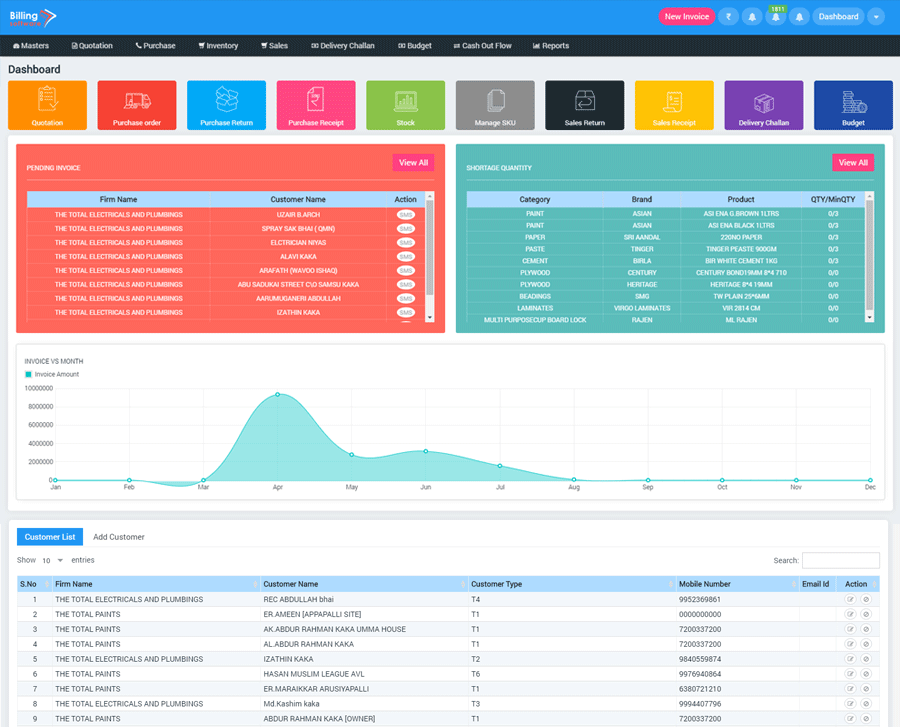 Billing
New Invoice ₹ 1811 Dashboard
Masters Quotation Purchase Inventory Sales Delivery Challan Budget Cash Out Flow Reports
Dashboard
Quotation Purchase order Purchase Return Purchase Receipt Stock Manage SKU Sales Return Sales Receipt Delivery Challan Budget
PENDING INVOICE View All
Firm Name Customer Name Action
THE TOTAL ELECTRICALS AND PLUMBINGS UZAIR B.ARCH SMS
THE TOTAL ELECTRICALS AND PLUMBINGS SPRAY SAK BHAI ( QMN) SMS
THE TOTAL ELECTRICALS AND PLUMBINGS ELCTRICIAN NIYAS SMS
THE TOTAL ELECTRICALS AND PLUMBINGS ALAVI KAKA SMS
THE TOTAL ELECTRICALS AND PLUMBINGS ARAFATH (WAVOO ISHAQ) SMS
THE TOTAL ELECTRICALS AND PLUMBINGS ABU SADUKAI STREET C\O SAMSU KAKA SMS
THE TOTAL ELECTRICALS AND PLUMBINGS AARUMUGANERI ABDULLAH SMS
THE TOTAL ELECTRICALS AND PLUMBINGS IZATHIN KAKA SMS
SHORTAGE QUANTITY View All
Category Brand Product QTY/MinQTY
PAINT ASIAN ASI ENA G.BROWN 1LTRS 0/3
PAINT ASIAN ASI ENA BLACK 1LTRS 0/3
PAPER SRI AANDAL 220NO PAPER 0/3
PASTE TINGER TINGER PEASTE 900GM 0/3
CEMENT BIRLA BIR WHITE CEMENT 1KG 0/3
PLYWOOD CENTURY CENTURY BOND19MM 8*4 710 0/0
PLYWOOD HERITAGE HERITAGE 8*4 19MM 0/0
BEADINGS SMG TW PLAIN 25*6MM 0/0
LAMINATES VIRGO LAMINATES VIR 2814 CM 0/0
MULTI PURPOSECUP BOARD LOCK RAJEN ML RAJEN 0/0
INVOICE VS MONTH
Invoice Amount
10000000
8000000
6000000
4000000
2000000
0
Jan Feb Mar Apr May Jun Jul Aug Sep Oct Nov Dec
Customer List Add Customer
Show 10 entries Search:
S.No Firm Name Customer Name Customer Type Mobile Number Email Id Action
1 THE TOTAL ELECTRICALS AND PLUMBINGS REC ABDULLAH bhai T4 9952369861
2 THE TOTAL PAINTS ER.AMEEN [APPAPALLI SITE] T1 0000000000
3 THE TOTAL PAINTS AK.ABDUR RAHMAN KAKA UMMA HOUSE T1 7200337200
4 THE TOTAL PAINTS AL.ABDUR RAHMAN KAKA T1 7200337200
5 THE TOTAL ELECTRICALS AND PLUMBINGS IZATHIN KAKA T2 9840559874
6 THE TOTAL PAINTS HASAN MUSLIM LEAGUE AVL T6 9976940864
7 THE TOTAL PAINTS ER.MARAIKKAR ARUSIYAPALLI T1 6380721210
8 THE TOTAL ELECTRICALS AND PLUMBINGS Md.Kashim kaka T3 9994407796
9 THE TOTAL PAINTS ABDUR RAHMAN KAKA [OWNER] T1 7200337200